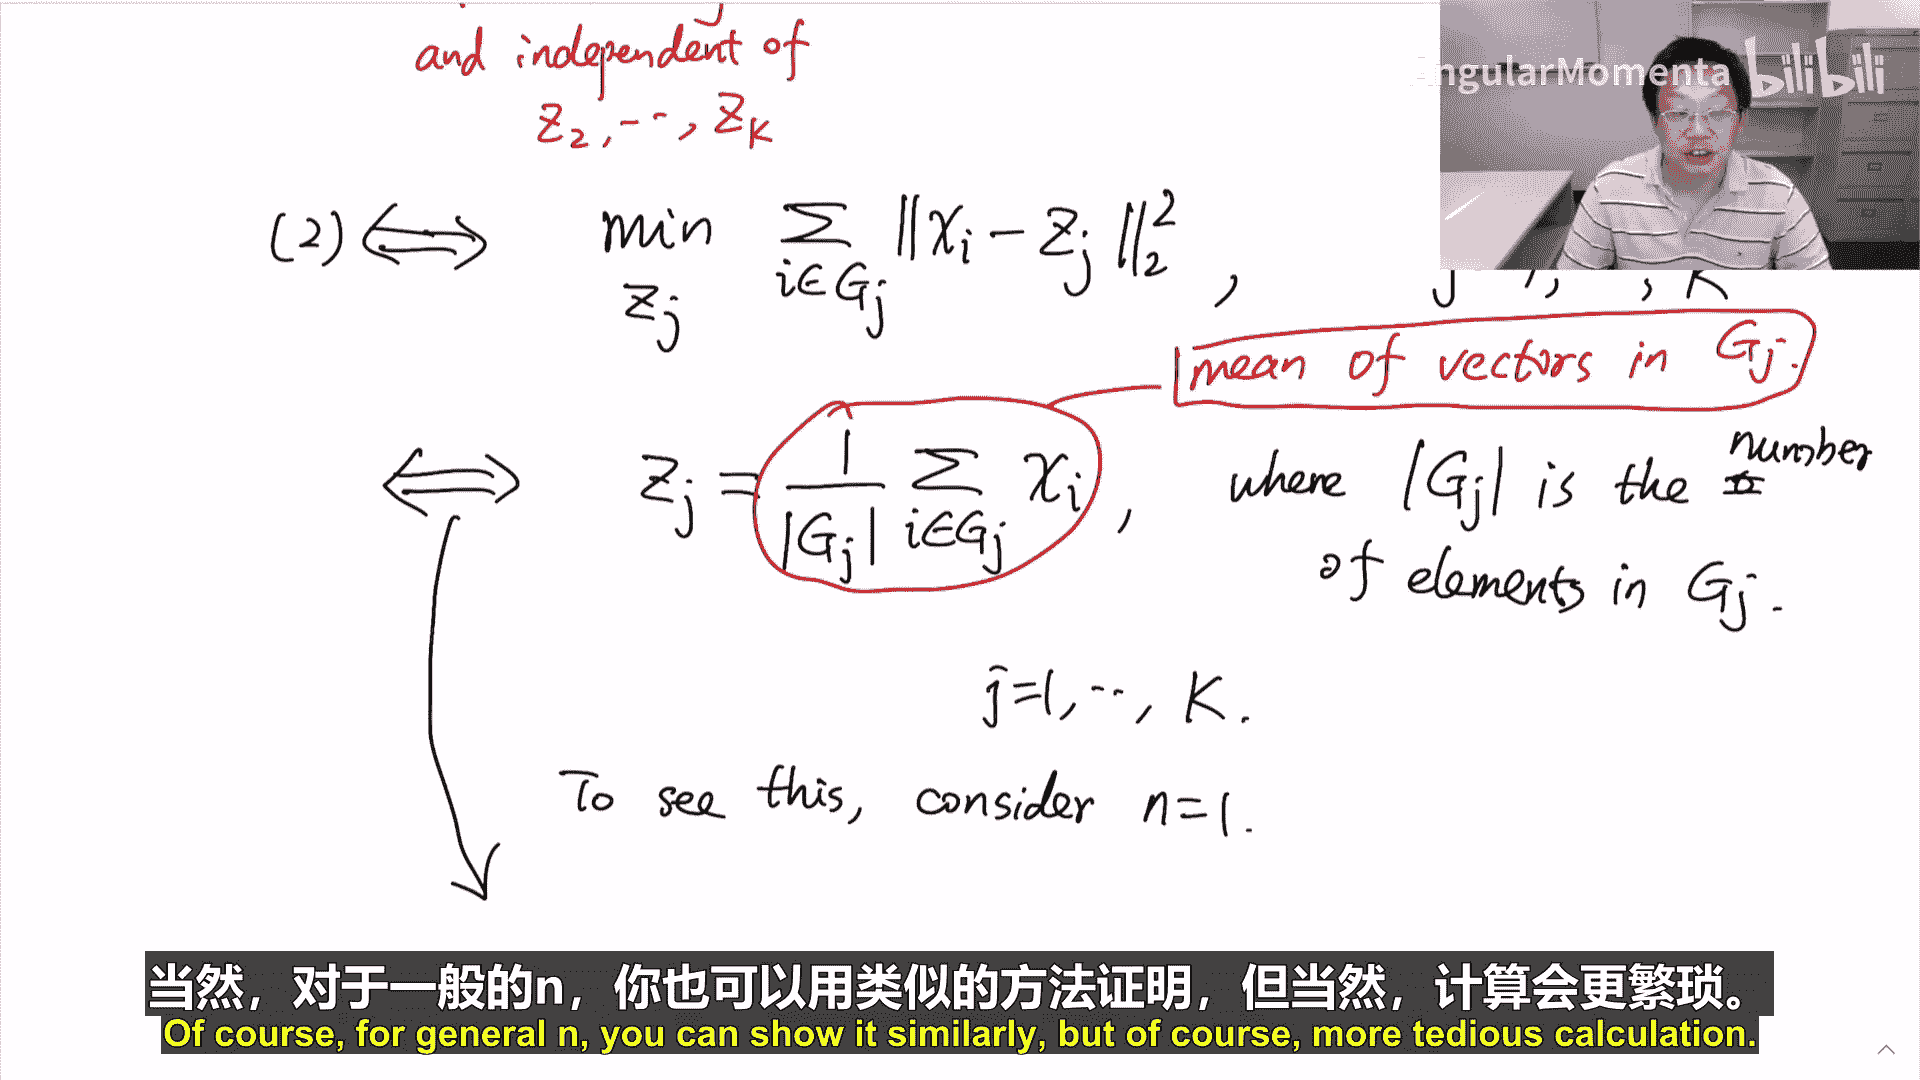 and independent of
z₂, ..., z_K
AngularMomenta bilibili
(2) ⟺ min_{z_j} ∑_{i∈G_j} ‖x_i − z_j‖₂²,
mean of vectors in G_j.
⟺ z_j = 1/|G_j| ∑_{i∈G_j} x_i, where |G_j| is the number
of elements in G_j.
j=1, ..., K.
To see this, consider n=1.
当然，对于一般的n，你也可以用类似的方法证明，但当然，计算会更繁琐。
Of course, for general n, you can show it similarly, but of course, more tedious calculation.